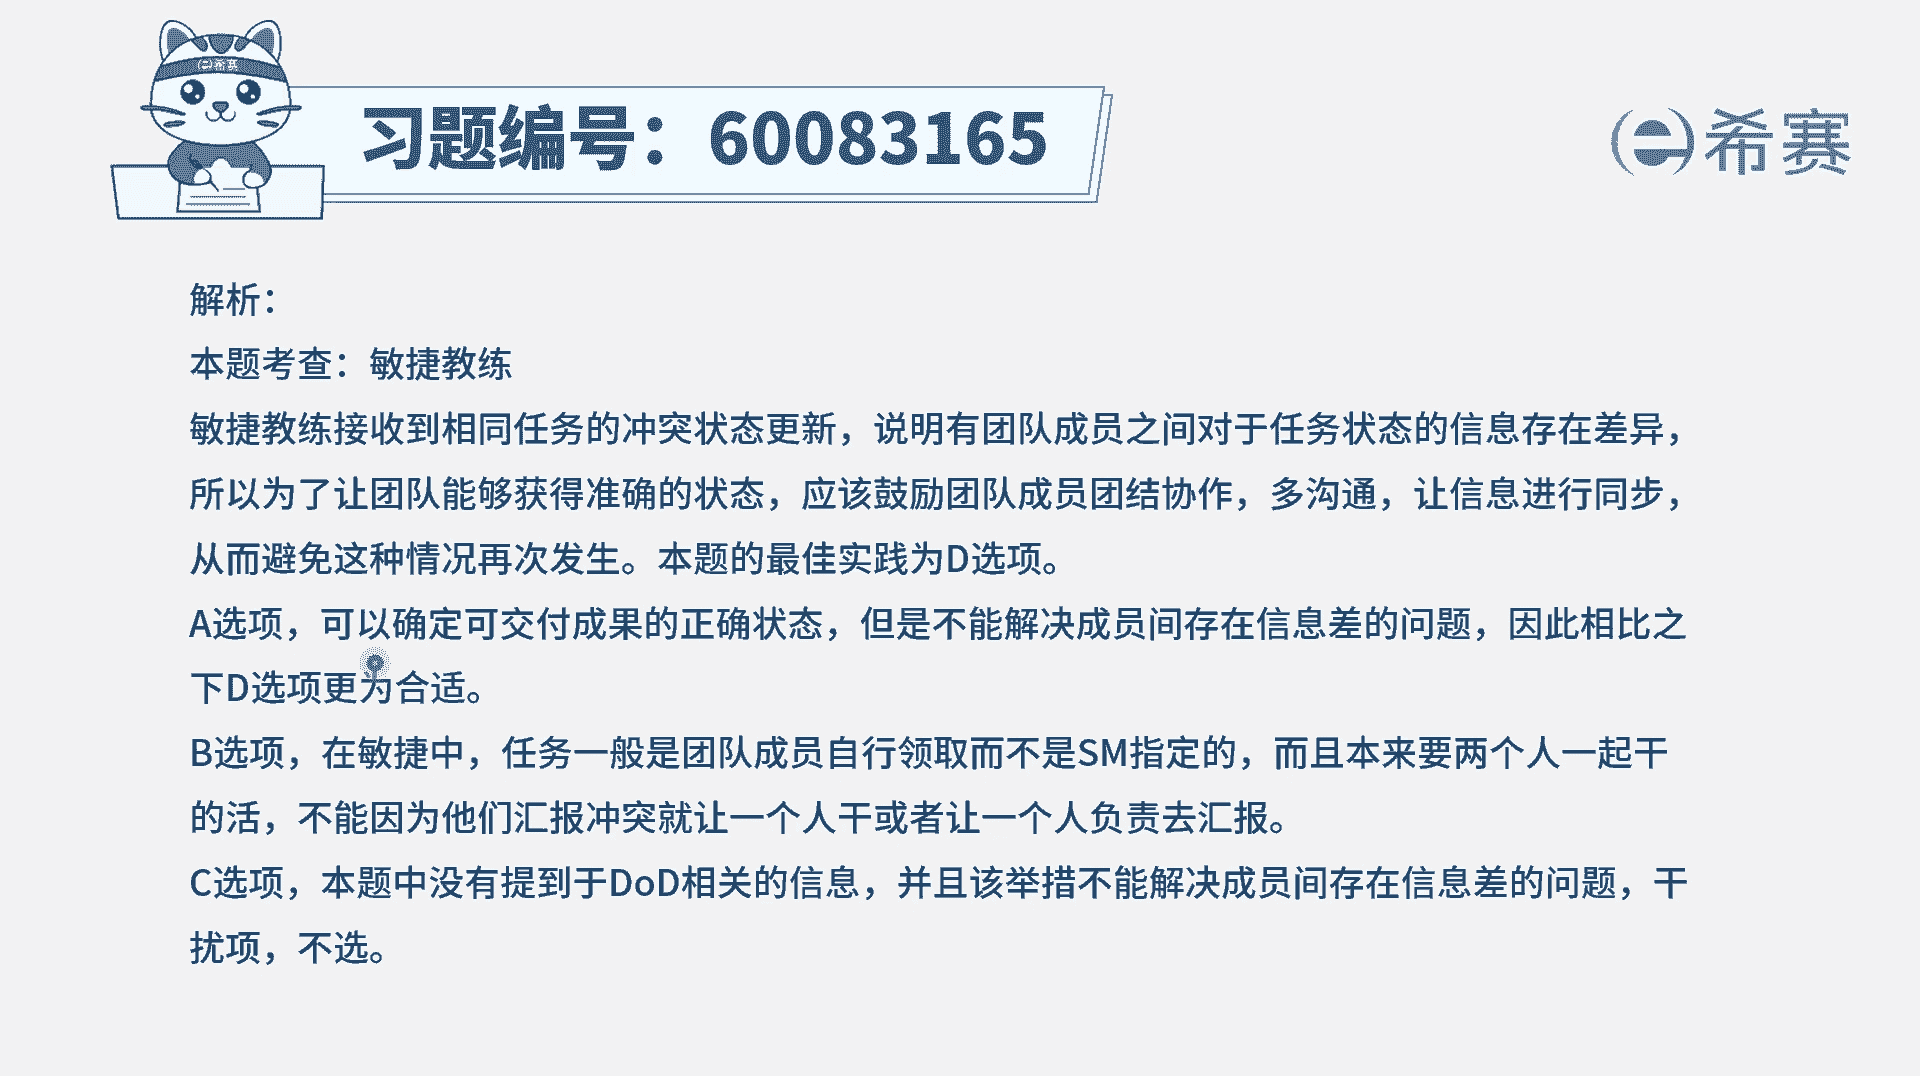 希赛
习题编号：60083165
希赛
解析：
本题考查：敏捷教练
敏捷教练接收到相同任务的冲突状态更新，说明有团队成员之间对于任务状态的信息存在差异，
所以为了让团队能够获得准确的状态，应该鼓励团队成员团结协作，多沟通，让信息进行同步，
从而避免这种情况再次发生。本题的最佳实践为D选项。
A选项，可以确定可交付成果的正确状态，但是不能解决成员间存在信息差的问题，因此相比之
下D选项更为合适。
B选项，在敏捷中，任务一般是团队成员自行领取而不是SM指定的，而且本来要两个人一起干
的活，不能因为他们汇报冲突就让一个人干或者让一个人负责去汇报。
C选项，本题中没有提到于DoD相关的信息，并且该举措不能解决成员间存在信息差的问题，干
扰项，不选。